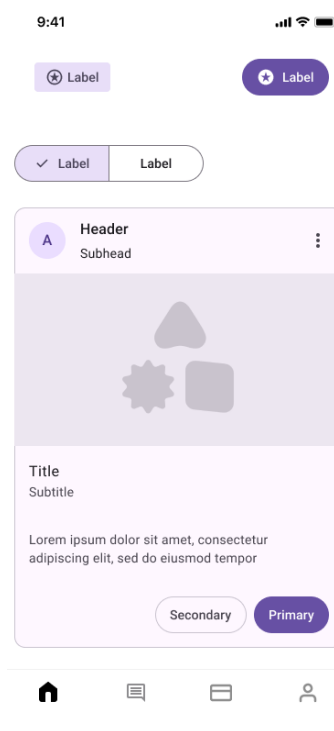 9:41
Label
Label
Label
Label
A
Header
Subhead
Title
Subtitle
Lorem ipsum dolor sit amet, consectetur
adipiscing elit, sed do eiusmod tempor
Secondary
Primary